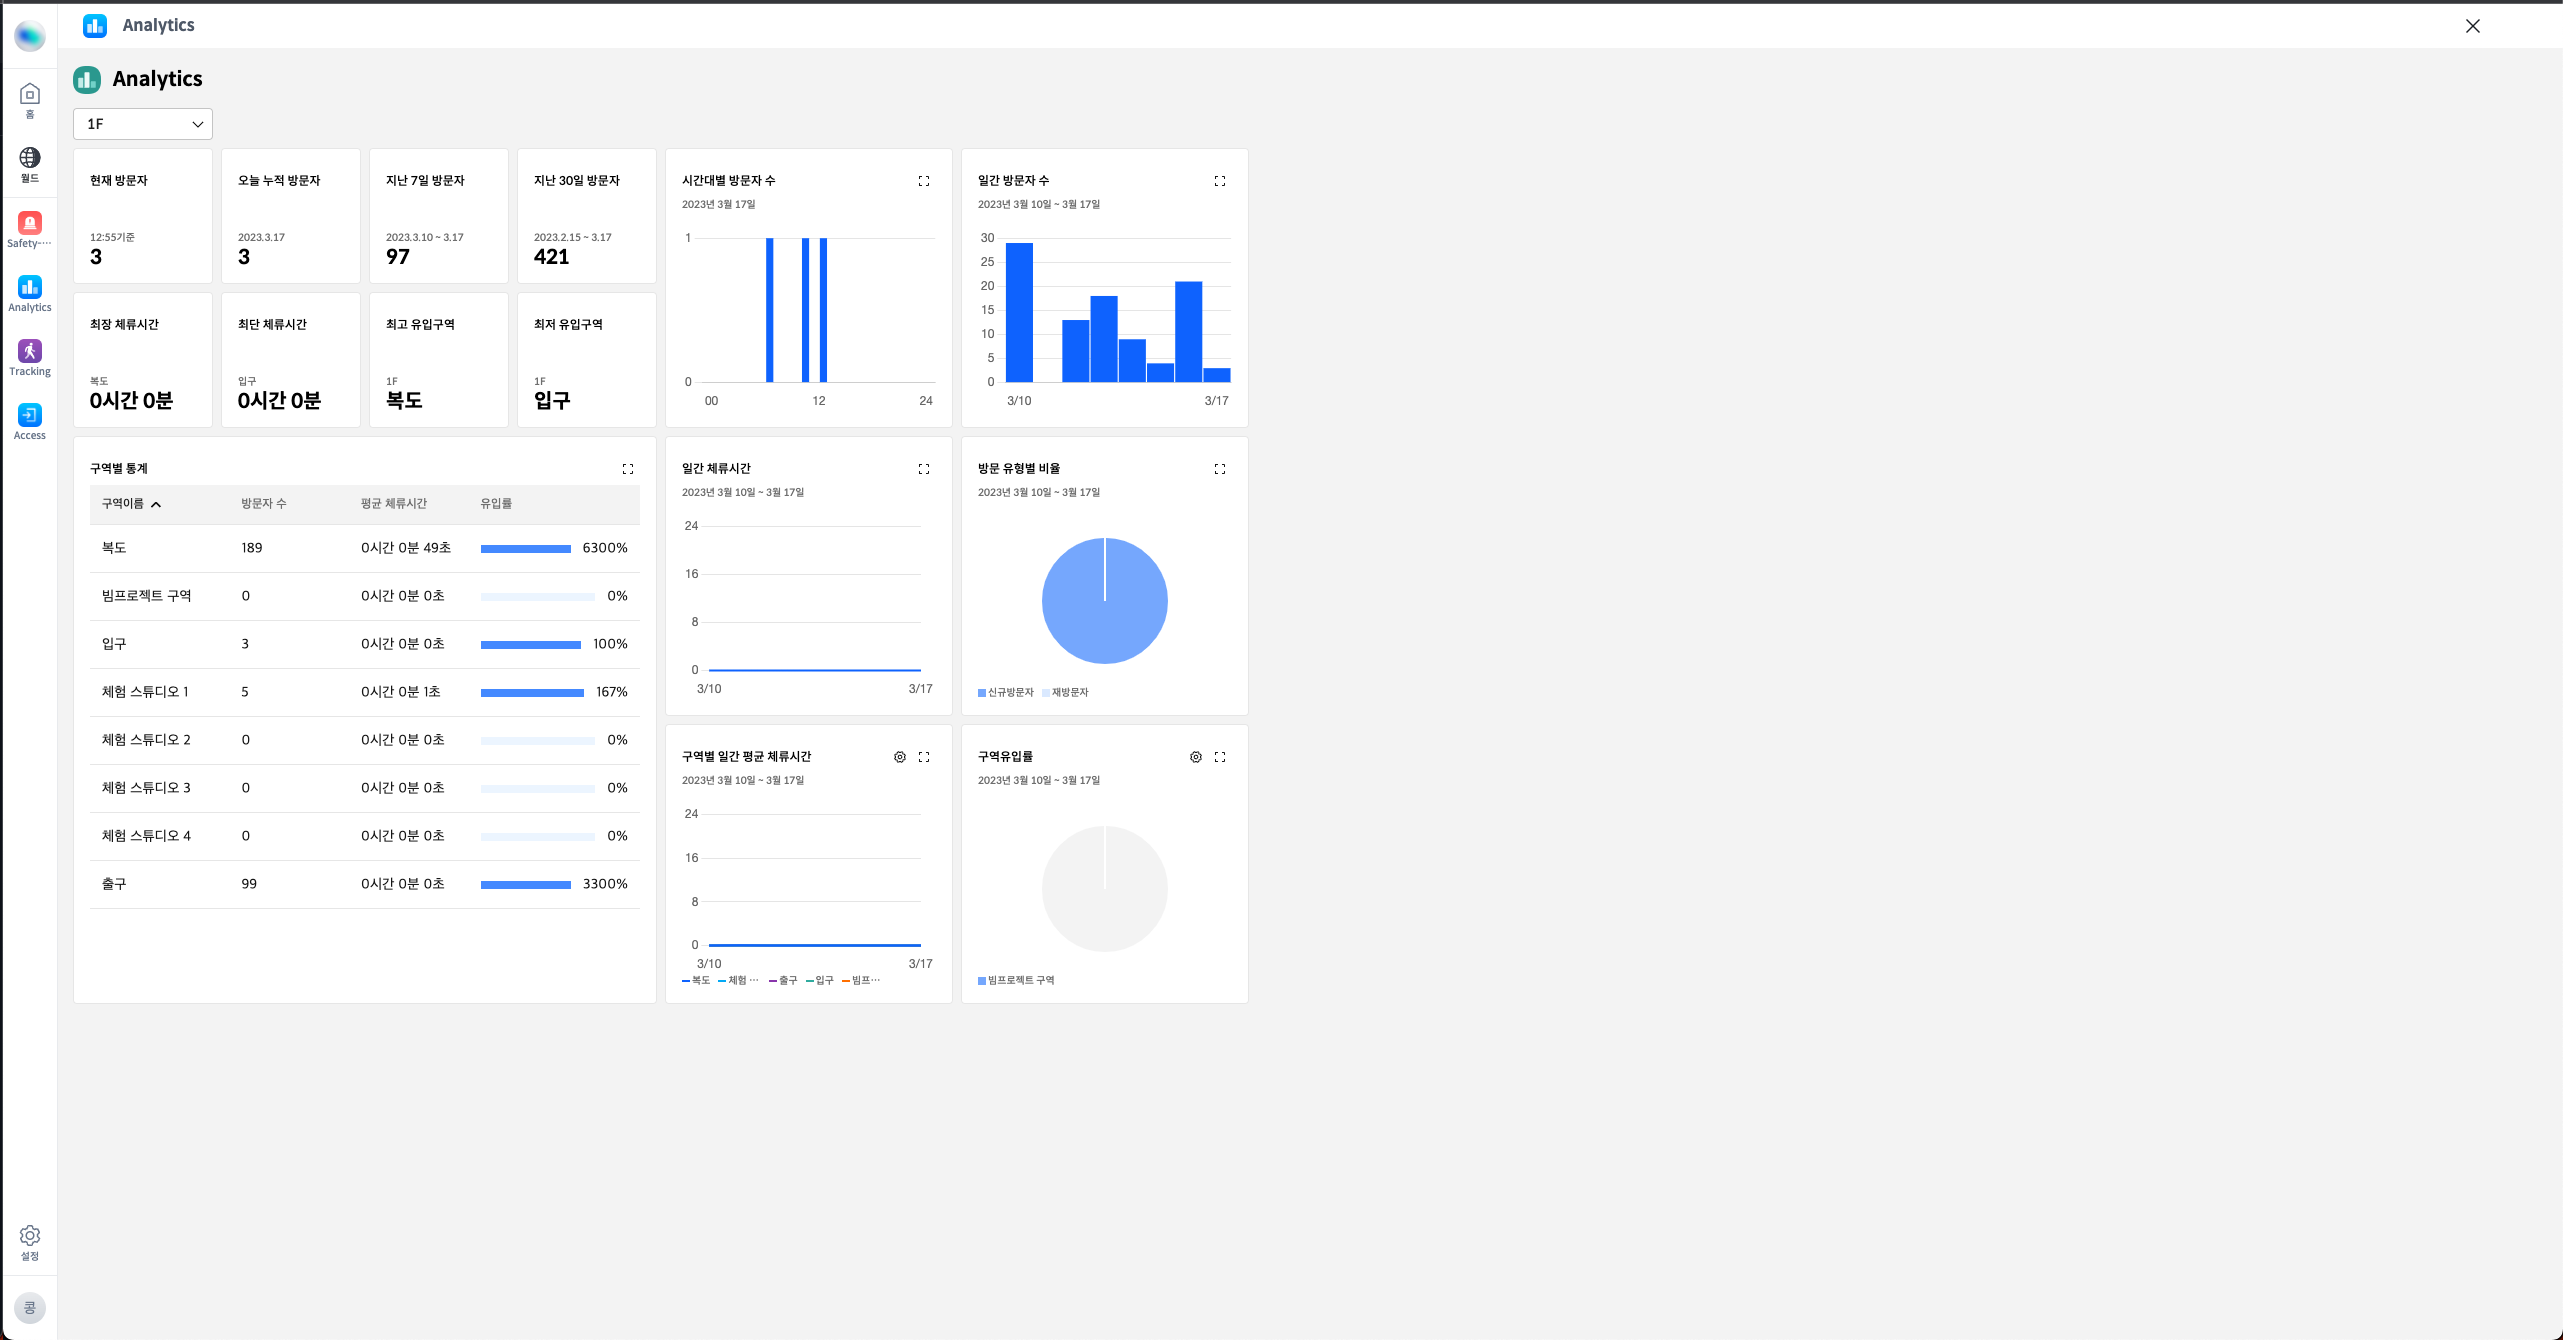 Analytics
홈
월드
Safety-···
Analytics
Tracking
Access
설정
콩
Analytics
1F
현재 방문자
12:55기준
3
오늘 누적 방문자
2023.3.17
3
지난 7일 방문자
2023.3.10 ~ 3.17
97
지난 30일 방문자
2023.2.15 ~ 3.17
421
최장 체류시간
복도
0시간 0분
최단 체류시간
입구
0시간 0분
최고 유입구역
1F
복도
최저 유입구역
1F
입구
시간대별 방문자 수
2023년 3월 17일
1
0
00 12 24
일간 방문자 수
2023년 3월 10일 ~ 3월 17일
30
25
20
15
10
5
0
3/10 3/17
구역별 통계
구역이름 방문자 수 평균 체류시간 유입률
복도 189 0시간 0분 49초 6300%
빔프로젝트 구역 0 0시간 0분 0초 0%
입구 3 0시간 0분 0초 100%
체험 스튜디오 1 5 0시간 0분 1초 167%
체험 스튜디오 2 0 0시간 0분 0초 0%
체험 스튜디오 3 0 0시간 0분 0초 0%
체험 스튜디오 4 0 0시간 0분 0초 0%
출구 99 0시간 0분 0초 3300%
일간 체류시간
2023년 3월 10일 ~ 3월 17일
24
16
8
0
3/10 3/17
방문 유형별 비율
2023년 3월 10일 ~ 3월 17일
신규방문자 재방문자
구역별 일간 평균 체류시간
2023년 3월 10일 ~ 3월 17일
24
16
8
0
3/10 3/17
복도 체험 ··· 출구 입구 빔프···
구역유입률
2023년 3월 10일 ~ 3월 17일
빔프로젝트 구역